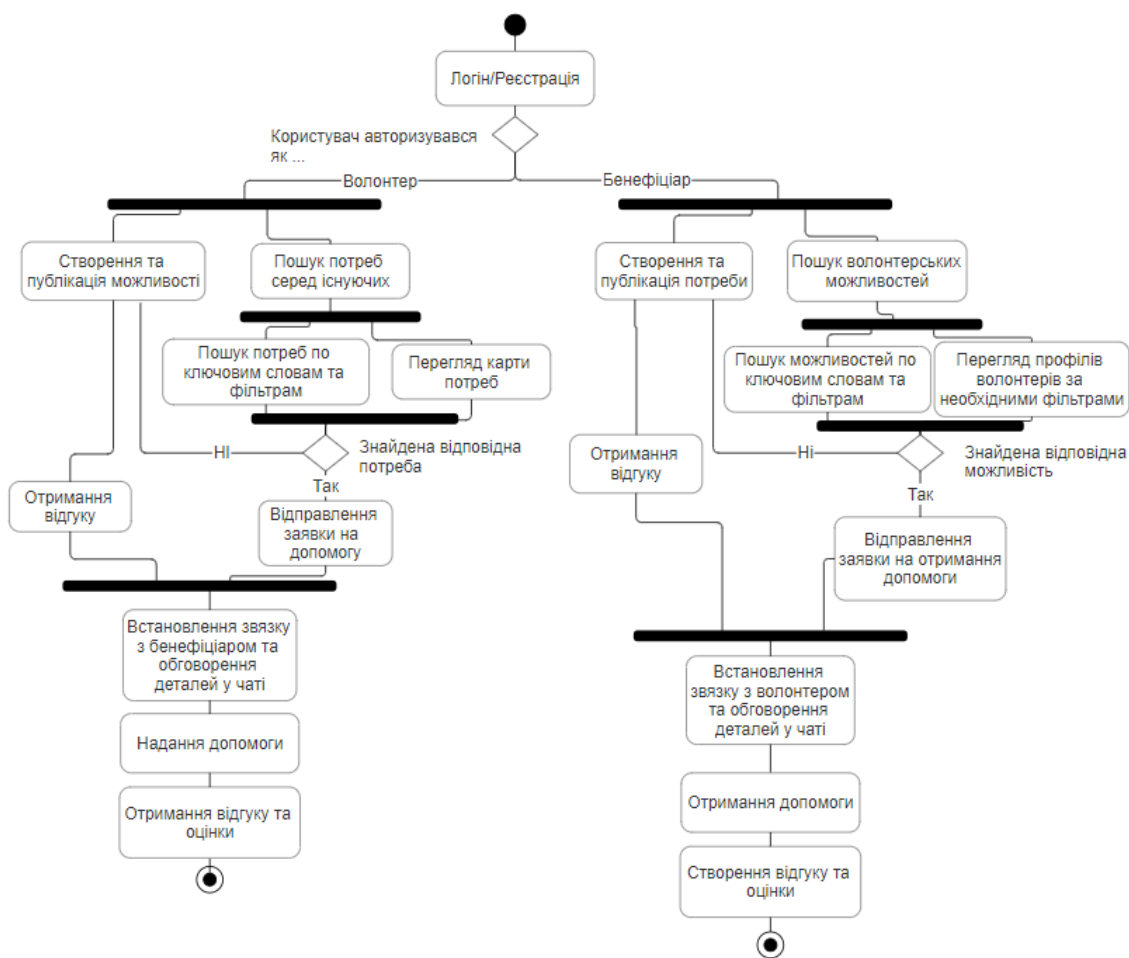 Логін/Реєстрація
Користувач авторизувався
як ...
Волонтер
Бенефіціар
Створення та
публікація можливості
Пошук потреб
серед існуючих
Створення та
публікація потреби
Пошук волонтерських
можливостей
Пошук потреб по
ключовим словам та
фільтрам
Перегляд карти
потреб
Пошук можливостей по
ключовим словам та
фільтрам
Перегляд профілів
волонтерів за
необхідними фільтрами
НІ
Знайдена відповідна
потреба
Отримання
відгуку
Ні
Знайдена відповідна
можливість
Так
Отримання
відгуку
Відправлення
заявки на
допомогу
Так
Відправлення
заявки на отримання
допомоги
Встановлення звязку
з бенефіціаром та
обговорення
деталей у чаті
Встановлення
звязку з волонтером
та обговорення
деталей у чаті
Надання допомоги
Отримання допомоги
Отримання відгуку та
оцінки
Створення відгуку та
оцінки